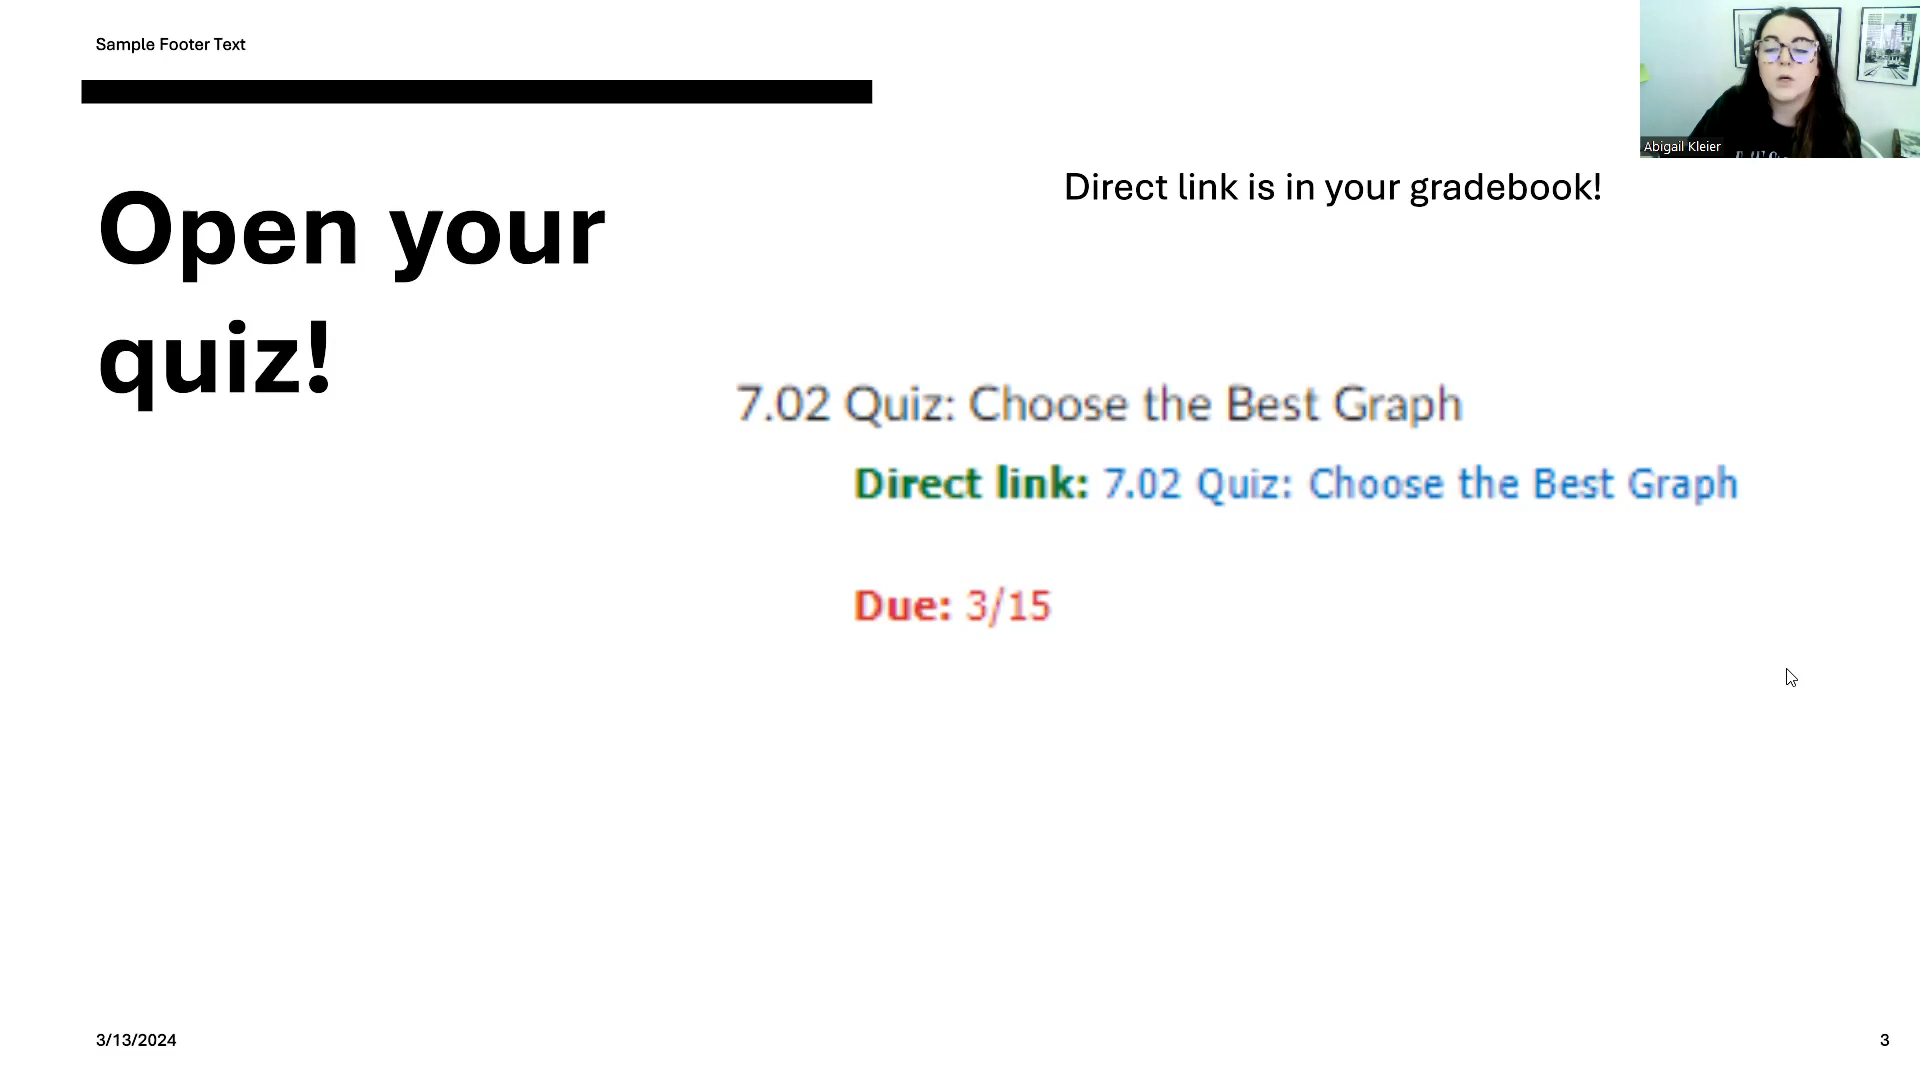 Sample Footer Text
Abigail Kleier
Open your
quiz!
Direct link is in your gradebook!
7.02 Quiz: Choose the Best Graph
Direct link: 7.02 Quiz: Choose the Best Graph
Due: 3/15
3/13/2024
3